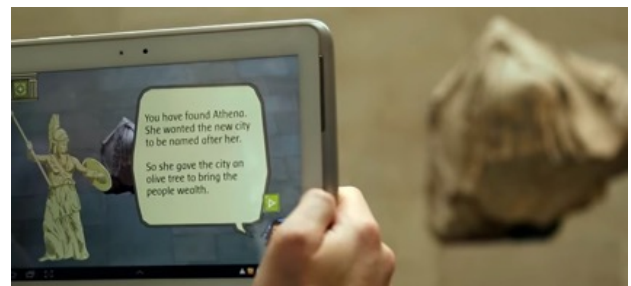 You have found Athena.
She wanted the new city
to be named after her.
So she gave the city an
olive tree to bring the
people wealth.